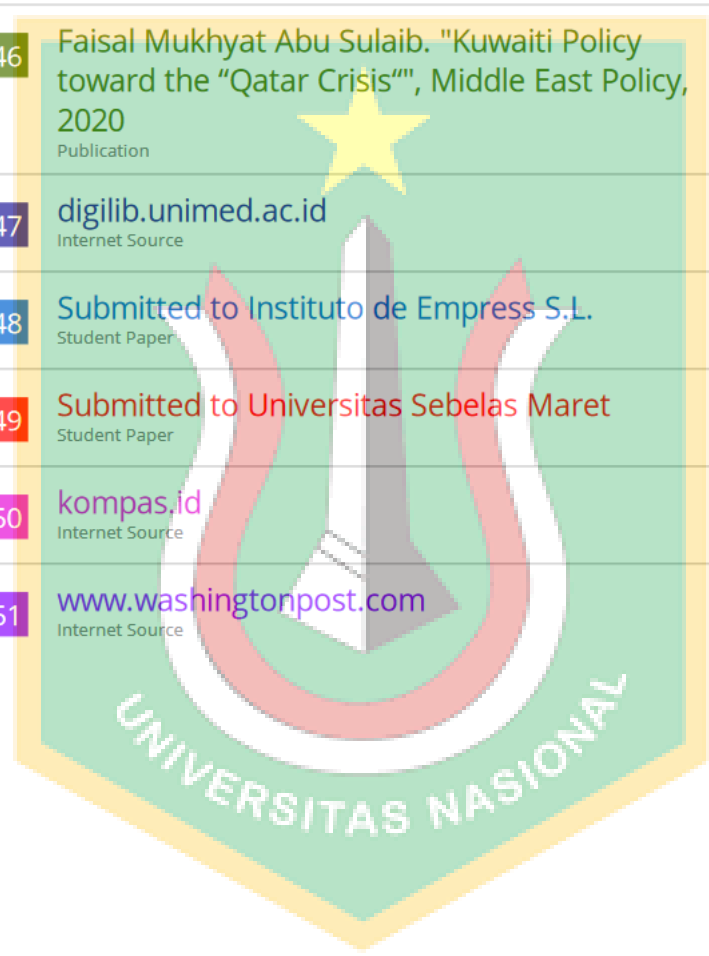 46
Faisal Mukhyat Abu Sulaib. "Kuwaiti Policy
toward the “Qatar Crisis“", Middle East Policy,
2020
Publication
47
digilib.unimed.ac.id
Internet Source
48
Submitted to Instituto de Empress S.L.
Student Paper
49
Submitted to Universitas Sebelas Maret
Student Paper
50
kompas.id
Internet Source
51
www.washingtonpost.com
Internet Source
UNIVERSITAS NASIONAL